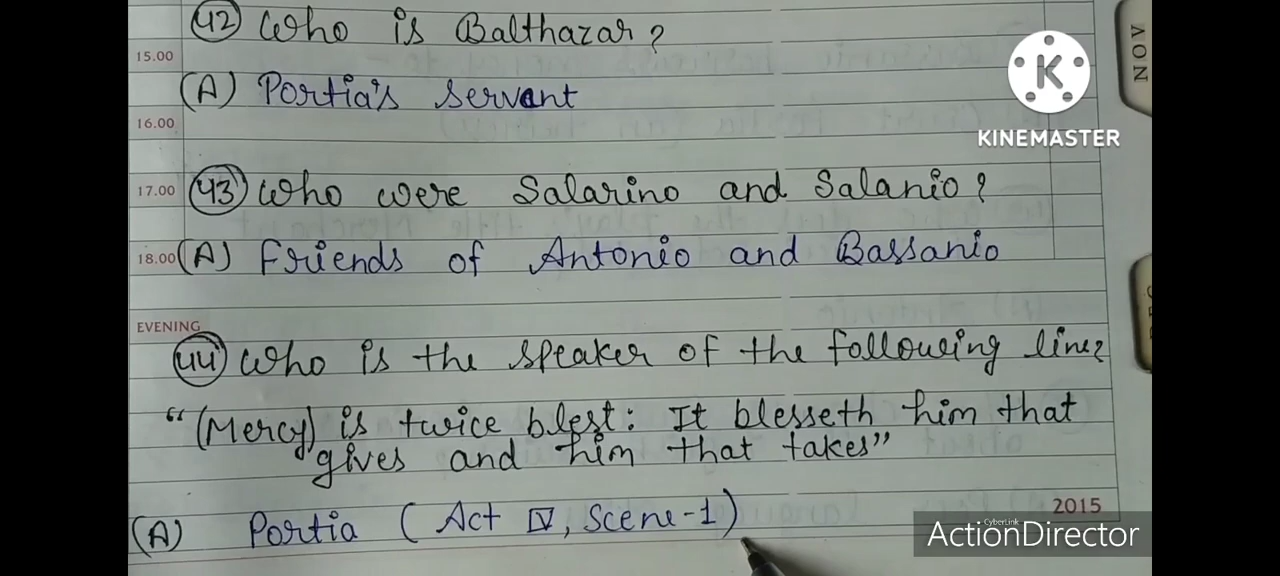 42 Who is Balthazar?
15.00
(A) Portia's servant
16.00
NOV
KINEMASTER
17.00
43 Who were Salarino and Salanio?
18.00
(A) Friends of Antonio and Bassanio
EVENING
44 Who is the speaker of the following line?
"(Mercy) is twice blest: It blesseth him that
gives and him that takes"
2015
(A) Portia (Act IV, Scene-1)
CyberLink
ActionDirector